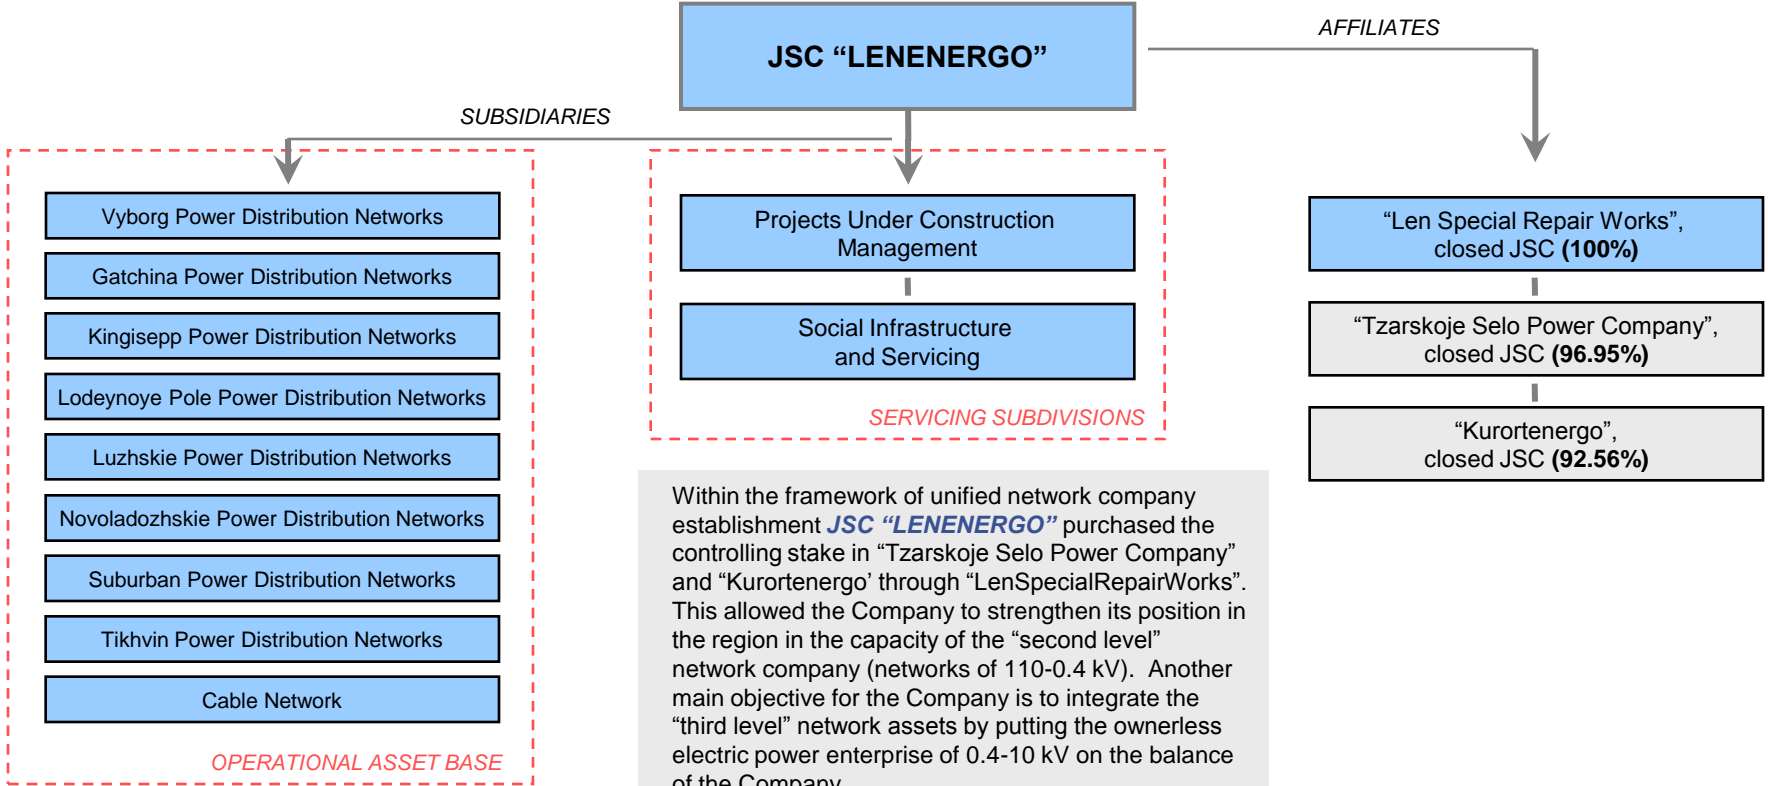 JSC “LENENERGO”
AFFILIATES
SUBSIDIARIES
Vyborg Power Distribution Networks
Gatchina Power Distribution Networks
Kingisepp Power Distribution Networks
Lodeynoye Pole Power Distribution Networks
Luzhskie Power Distribution Networks
Novoladozhskie Power Distribution Networks
Suburban Power Distribution Networks
Tikhvin Power Distribution Networks
Cable Network
OPERATIONAL ASSET BASE
Projects Under Construction
Management
Social Infrastructure
and Servicing
SERVICING SUBDIVISIONS
“Len Special Repair Works”,
closed JSC (100%)
“Tzarskoje Selo Power Company”,
closed JSC (96.95%)
“Kurortenergo”,
closed JSC (92.56%)
Within the framework of unified network company
establishment JSC “LENENERGO” purchased the
controlling stake in “Tzarskoje Selo Power Company”
and “Kurortenergo’ through “LenSpecialRepairWorks”.
This allowed the Company to strengthen its position in
the region in the capacity of the “second level”
network company (networks of 110-0.4 kV).  Another
main objective for the Company is to integrate the
“third level” network assets by putting the ownerless
electric power enterprise of 0.4-10 kV on the balance
of the Company